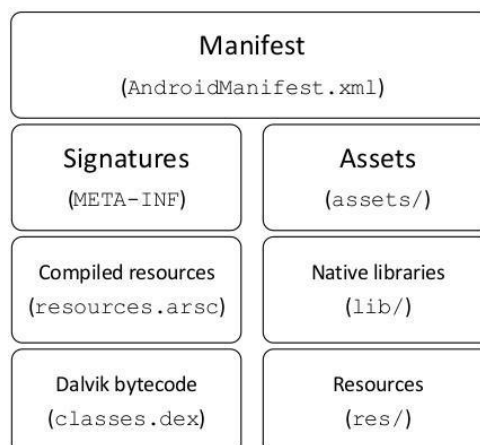 Manifest
(AndroidManifest.xml)
Signatures
(META-INF)
Assets
(assets/)
Compiled resources
(resources.arsc)
Native libraries
(lib/)
Dalvik bytecode
(classes.dex)
Resources
(res/)